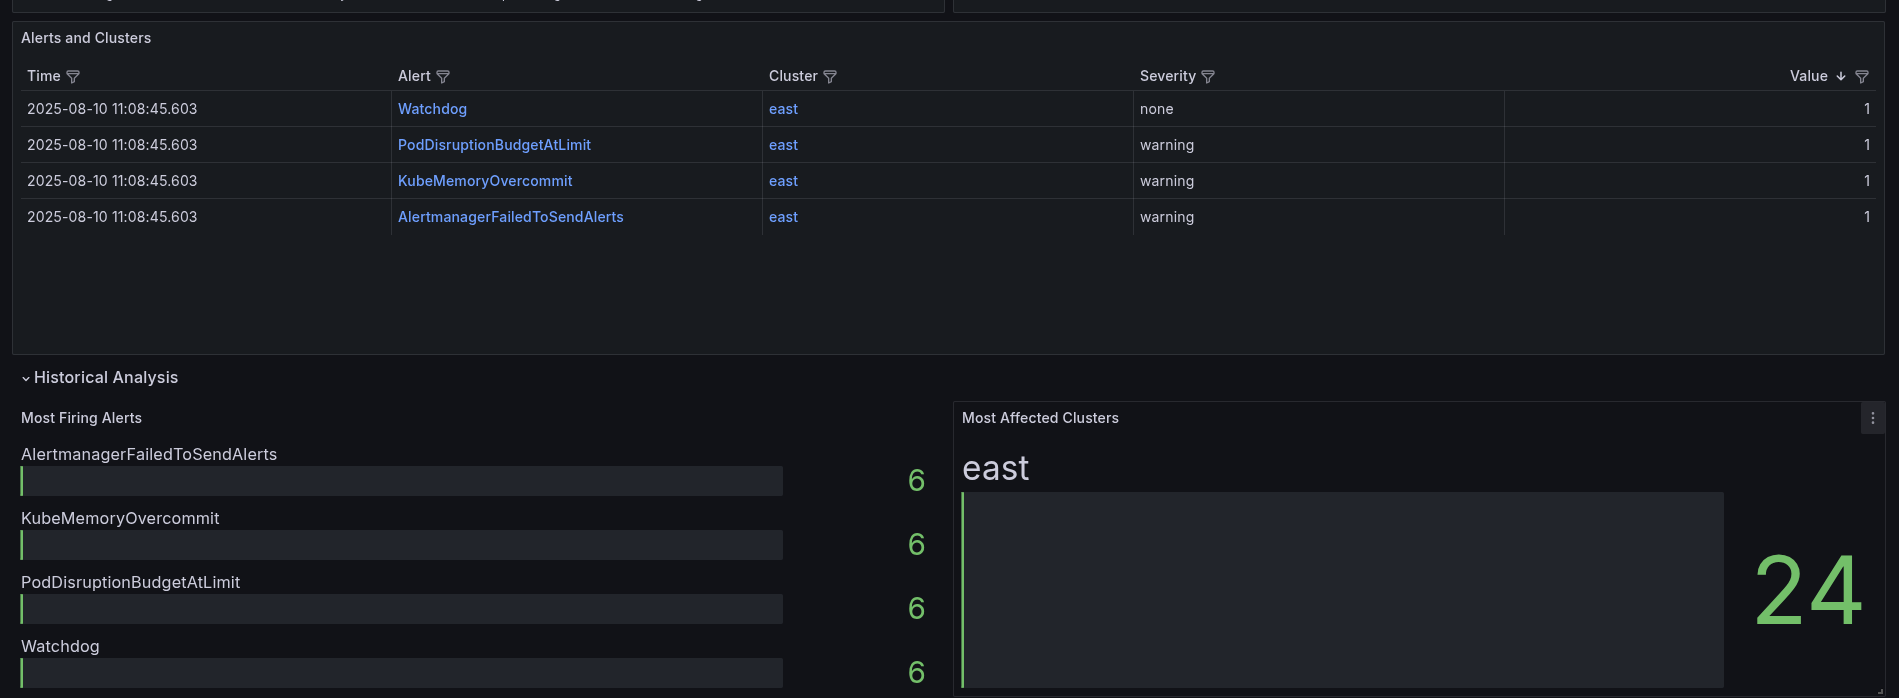 Alerts and Clusters
Time Alert Cluster Severity Value
2025-08-10 11:08:45.603 Watchdog east none 1
2025-08-10 11:08:45.603 PodDisruptionBudgetAtLimit east warning 1
2025-08-10 11:08:45.603 KubeMemoryOvercommit east warning 1
2025-08-10 11:08:45.603 AlertmanagerFailedToSendAlerts east warning 1
Historical Analysis
Most Firing Alerts
AlertmanagerFailedToSendAlerts
6
KubeMemoryOvercommit
6
PodDisruptionBudgetAtLimit
6
Watchdog
6
Most Affected Clusters
east
24